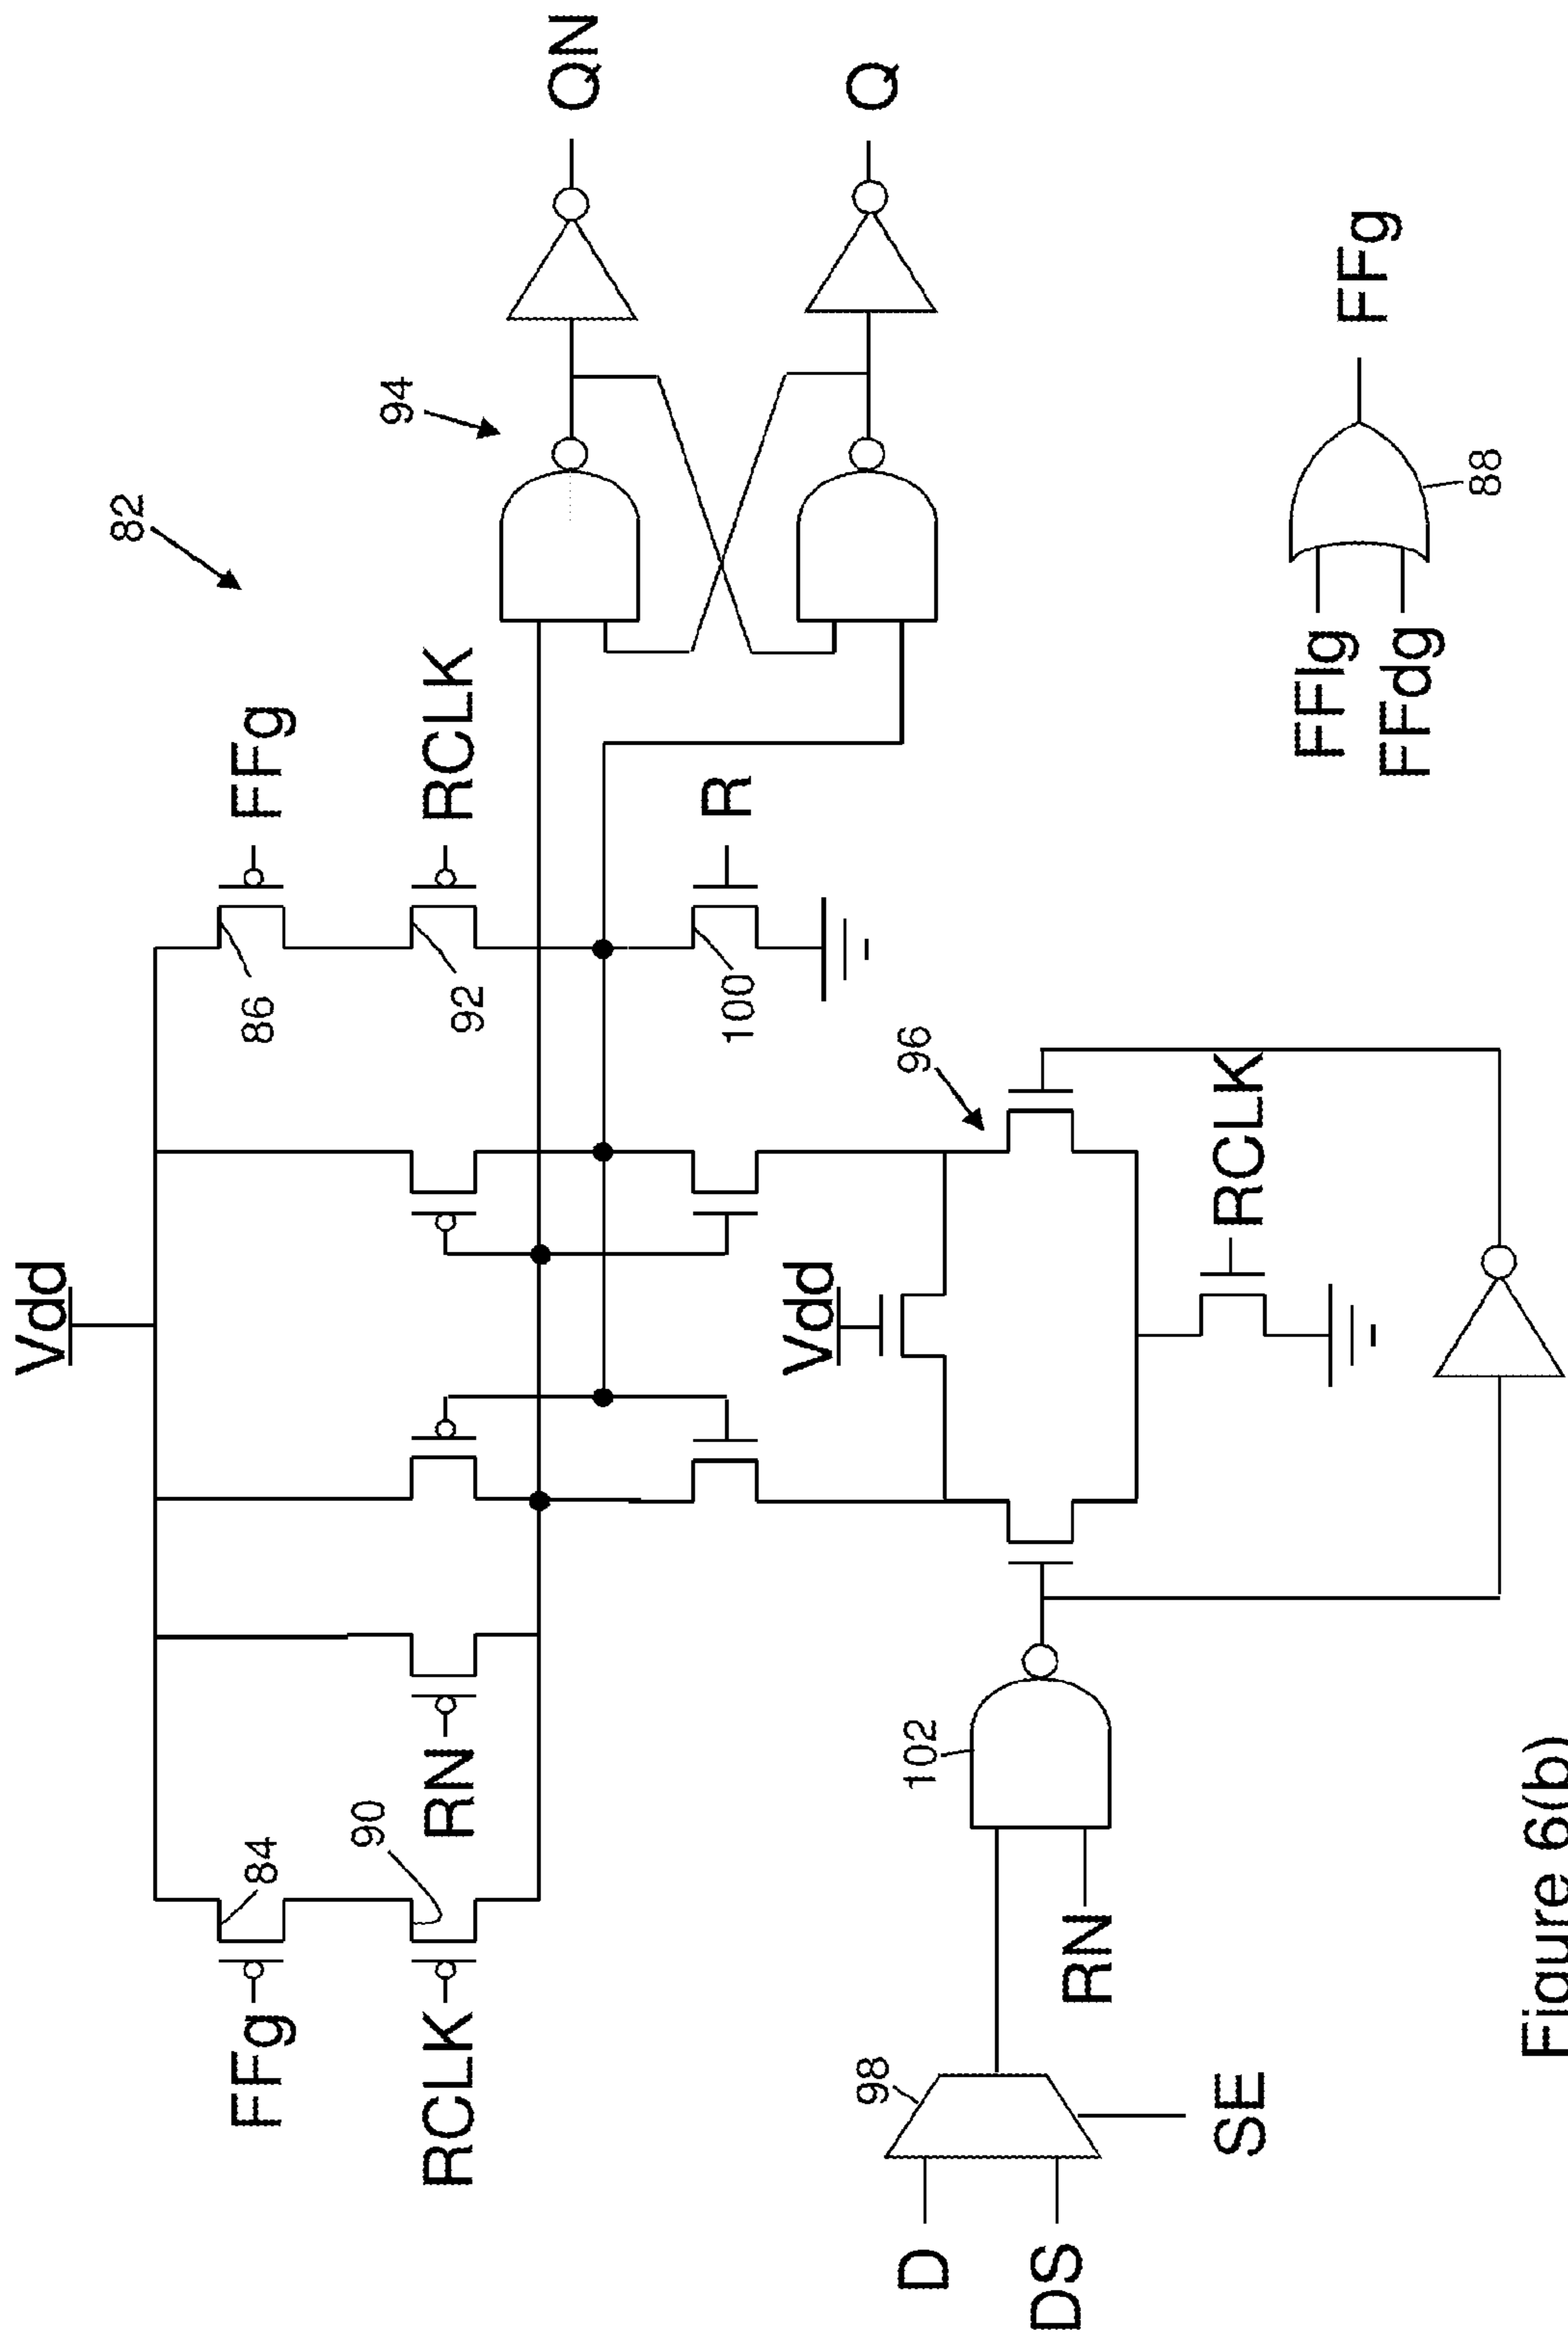 Vdd
82
FFg
84
RCLK
90
RN
86
FFg
92
RCLK
94
QN
Q
Vdd
100
R
98
D
DS
SE
102
RN
96
RCLK
FFlg
FFdg
88
FFg
Figure 6(b)